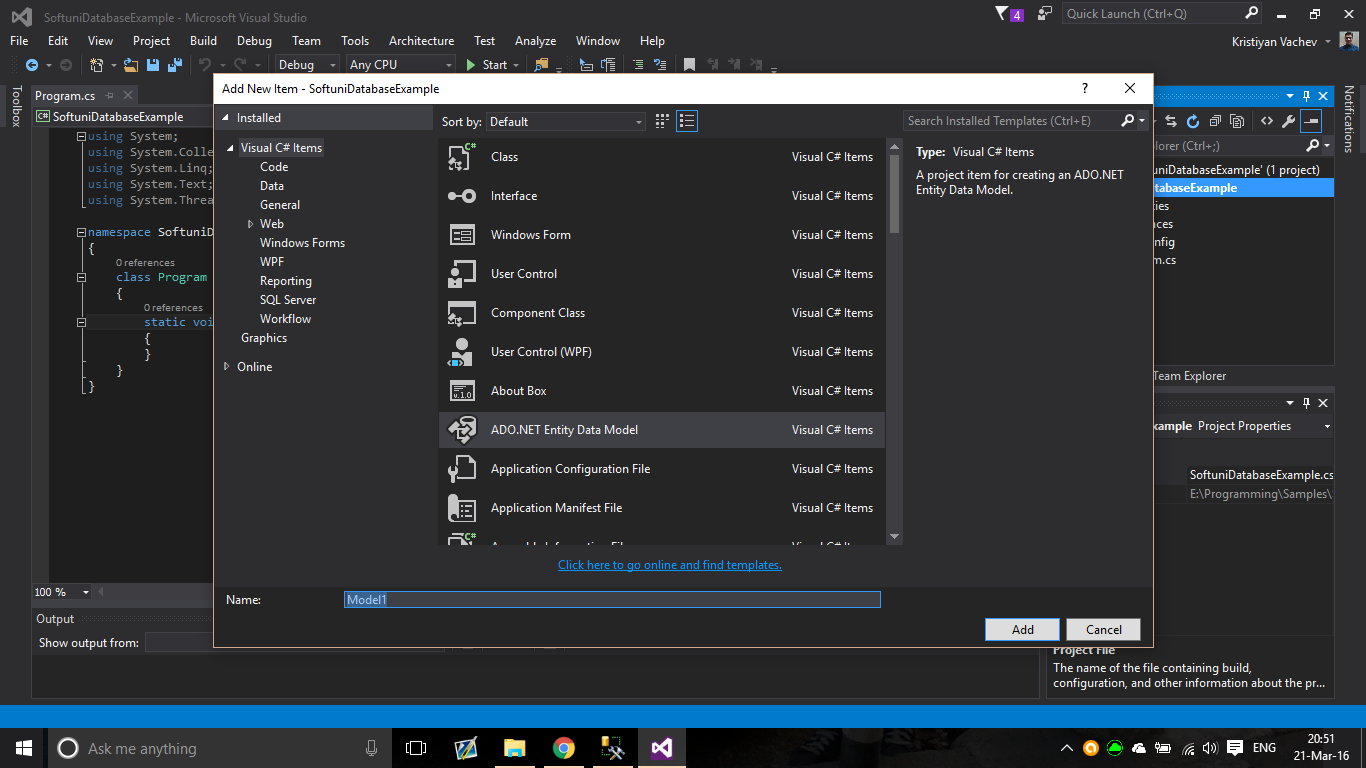 SoftuniDatabaseExample - Microsoft Visual Studio
4
Quick Launch (Ctrl+Q)
File Edit View Project Build Debug Team Tools Architecture Test Analyze Window Help
Kristiyan Vachev
Debug Any CPU Start
Toolbox
Program.cs
SoftuniDatabaseExample
using System;
using System.Colle
using System.Linq;
using System.Text;
using System.Threa
namespace SoftuniD
{
0 references
class Program
{
0 references
static voi
{
}
}
}
100 %
Output
Show output from:
Add New Item - SoftuniDatabaseExample
?
Installed
Visual C# Items
Code
Data
General
Web
Windows Forms
WPF
Reporting
SQL Server
Workflow
Graphics
Online
Sort by: Default
Search Installed Templates (Ctrl+E)
Class Visual C# Items
Interface Visual C# Items
Windows Form Visual C# Items
User Control Visual C# Items
Component Class Visual C# Items
User Control (WPF) Visual C# Items
About Box Visual C# Items
ADO.NET Entity Data Model Visual C# Items
Application Configuration File Visual C# Items
Application Manifest File Visual C# Items
Type: Visual C# Items
A project item for creating an ADO.NET
Entity Data Model.
Click here to go online and find templates.
Name: Model1
Add Cancel
Notifications
lorer (Ctrl+;)
uniDatabaseExample' (1 project)
tabaseExample
ties
nces
nfig
m.cs
Team Explorer
xample Project Properties
SoftuniDatabaseExample.cs
E:\Programming\Samples\
Project File
The name of the file containing build,
configuration, and other information about the pr...
Ask me anything
ENG
20:51
21-Mar-16